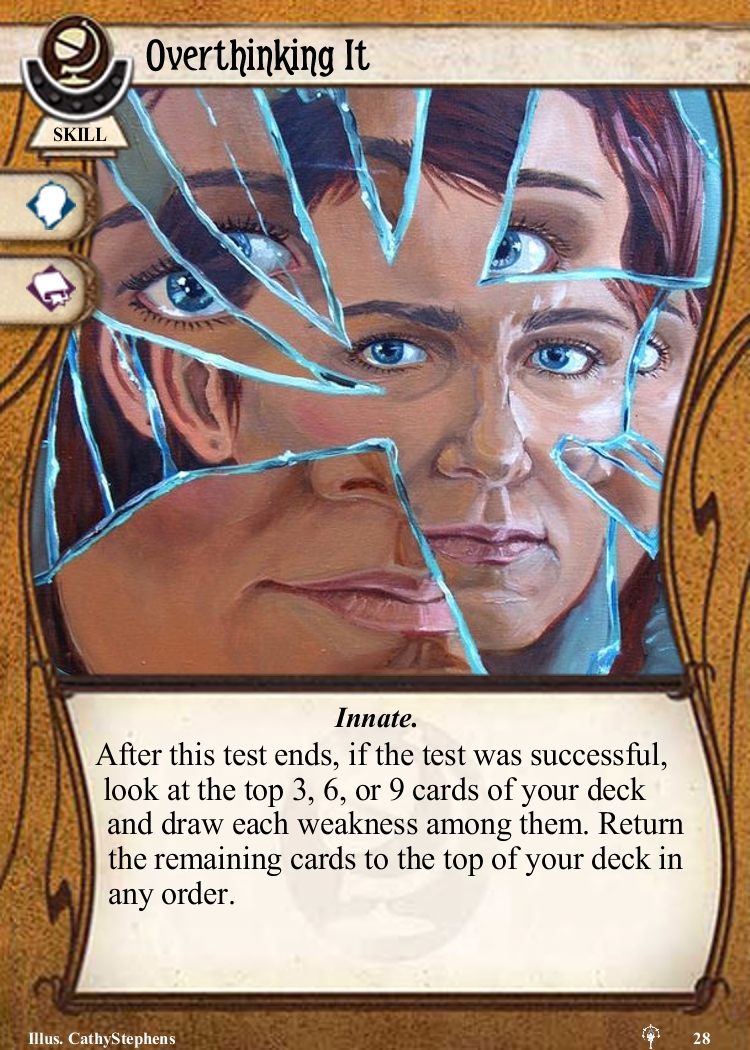 Overthinking It
SKILL
Innate.
After this test ends, if the test was successful,
look at the top 3, 6, or 9 cards of your deck
and draw each weakness among them. Return
the remaining cards to the top of your deck in
any order.
Illus. CathyStephens
28